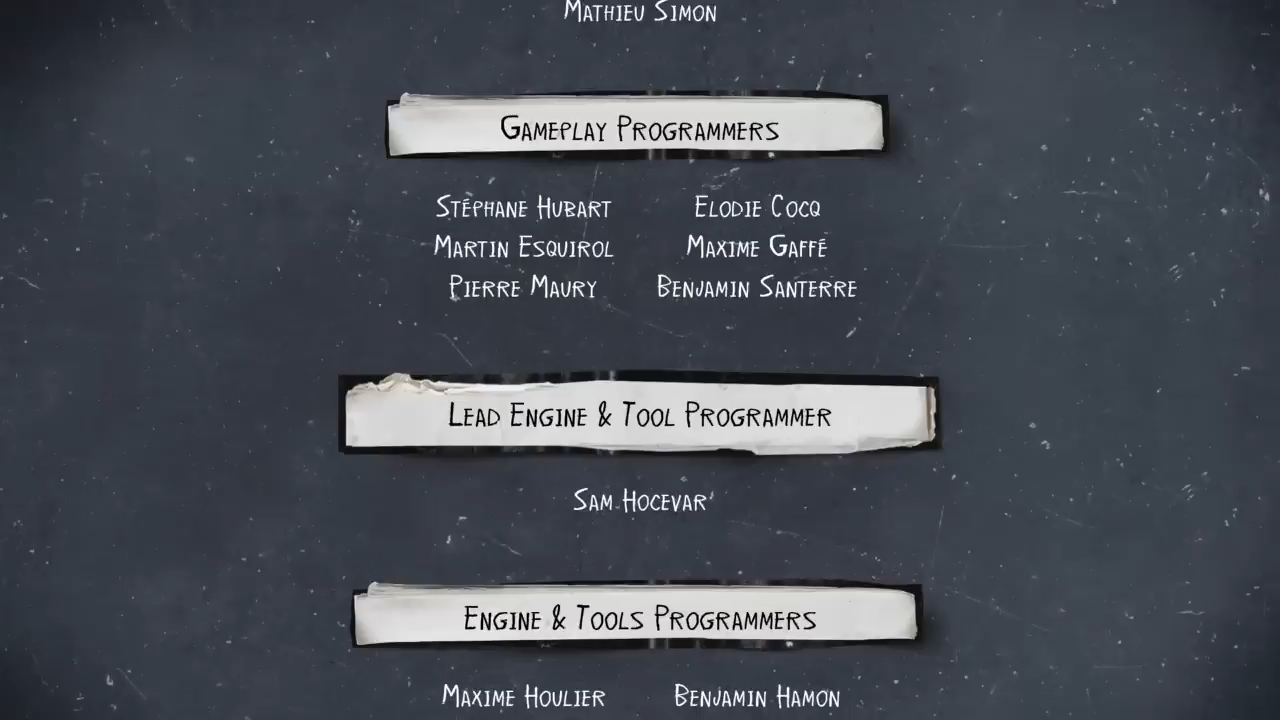 Mathieu Simon
Gameplay Programmers
Stéphane Hubart Elodie Cocq
Martin Esquirol Maxime Gaffé
Pierre Maury Benjamin Santerre
Lead Engine & Tool Programmer
Sam Hocevar
Engine & Tools Programmers
Maxime Houlier Benjamin Hamon